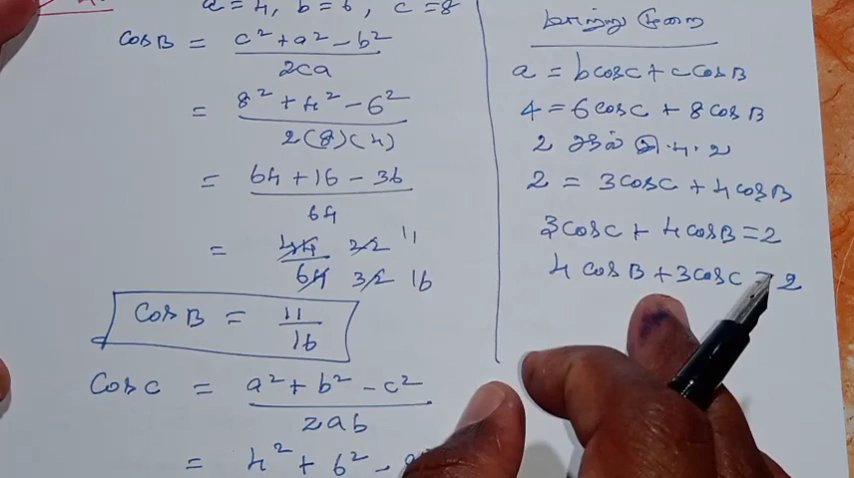 a = 4, b = 6, c = 8
cos B = c² + a² - b² / 2ca
= 8² + 4² - 6² / 2(8)(4)
= 64 + 16 - 36 / 64
= 44 / 64 22 / 32 11 / 16
cos B = 11 / 16
cos C = a² + b² - c² / 2ab
= 4² + 6² -
மாற்று முறை
a = b cos C + c cos B
4 = 6 cos C + 8 cos B
2
2 = 3 cos C + 4 cos B
3 cos C + 4 cos B = 2
4 cos B + 3 cos C = 2